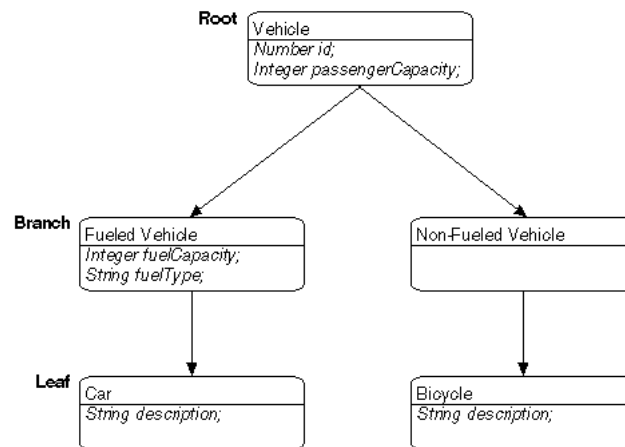 Root
Vehicle
Number id;
Integer passengerCapacity;
Branch
Fueled Vehicle
Integer fuelCapacity;
String fuelType;
Non-Fueled Vehicle
Leaf
Car
String description;
Bicycle
String description;